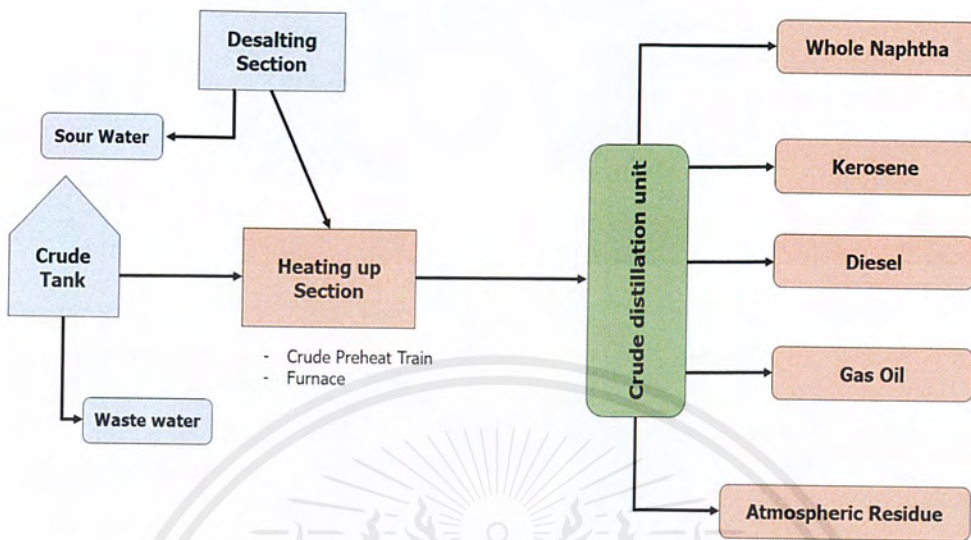 Desalting
Section
Whole Naphtha
Sour Water
Kerosene
Crude
Tank
Heating up
Section
Crude distillation unit
Diesel
- Crude Preheat Train
- Furnace
Gas Oil
Waste water
Atmospheric Residue